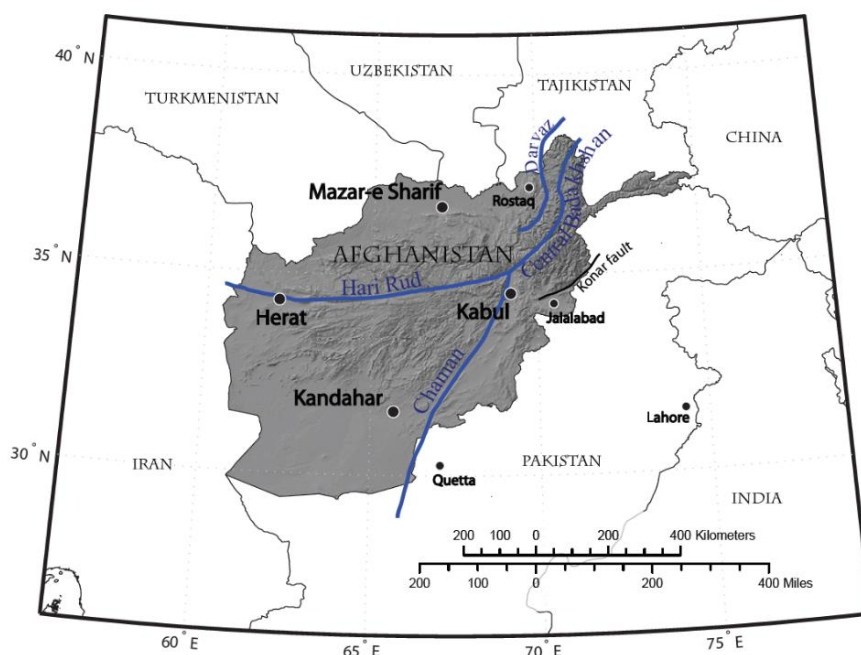 40° N
UZBEKISTAN
TAJIKISTAN
TURKMENISTAN
CHINA
Darvaz
Central Badakhshan
Mazar-e Sharif
Rostaq
35° N
AFGHANISTAN
Konar fault
Hari Rud
Herat
Kabul
Jalalabad
Chaman
Kandahar
Lahore
30° N
IRAN
PAKISTAN
Quetta
INDIA
200 100 0 200 400 Kilometers
200 100 0 200 400 Miles
60° E
65° E
70° E
75° E